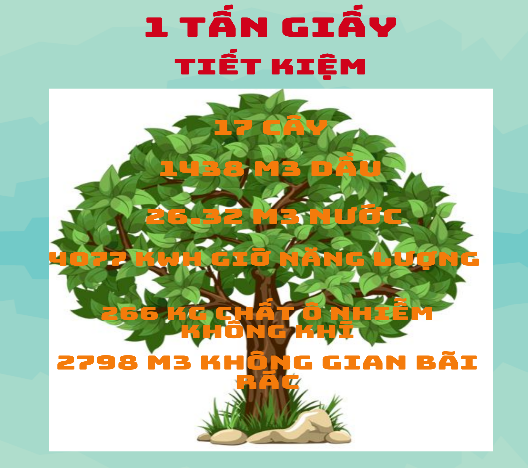 1 TẤN GIẤY
TIẾT KIỆM
17 CÂY
1438 M3 DẦU
26.32 M3 NƯỚC
4077 KWH GIỜ NĂNG LƯỢNG
266 KG CHẤT Ô NHIỄM
KHÔNG KHÍ
2798 M3 KHÔNG GIAN BÃI
RÁC